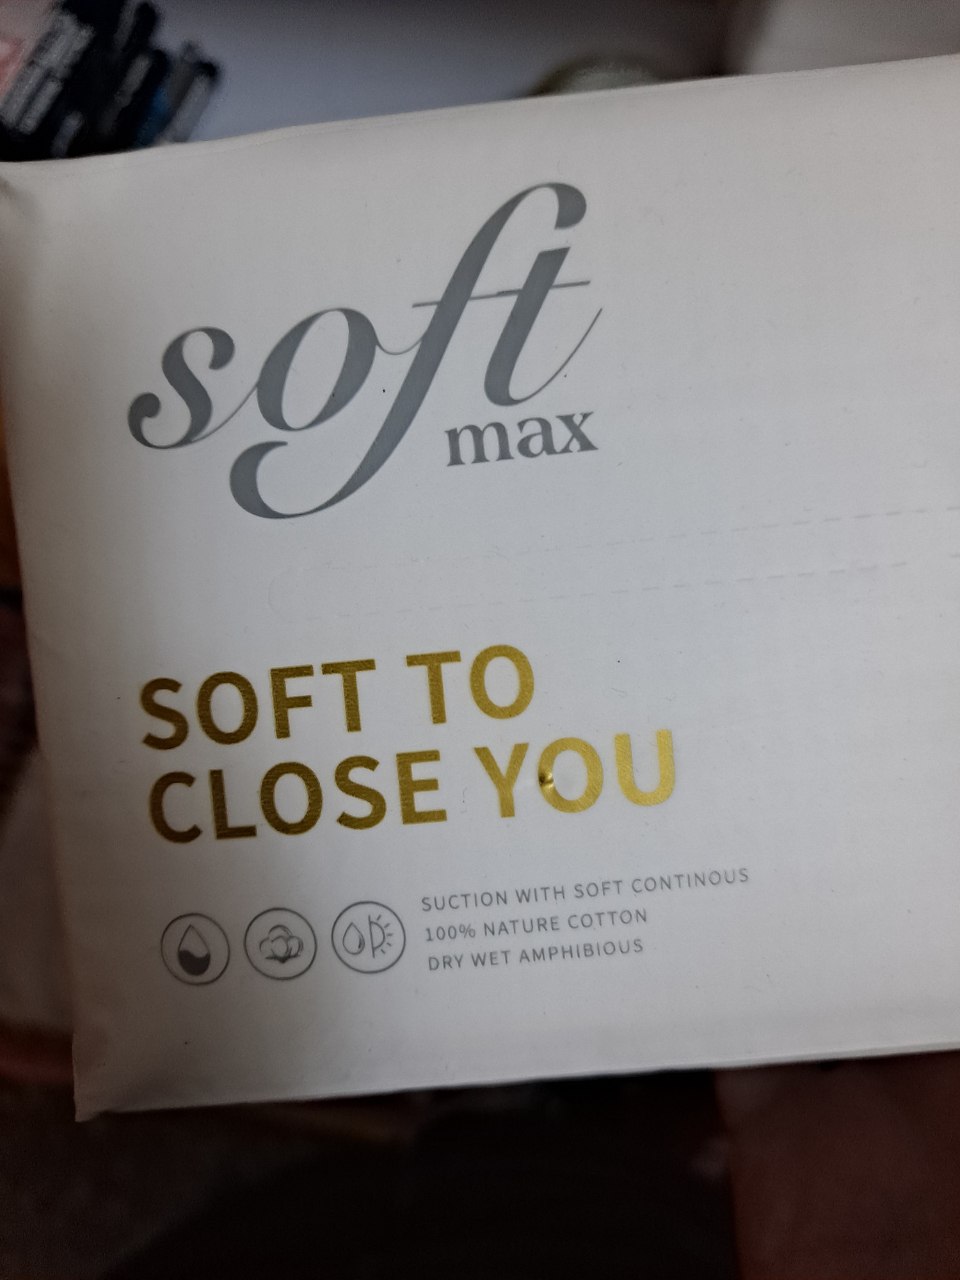 soft
max
SOFT TO
CLOSE YOU
SUCTION WITH SOFT CONTINOUS
100% NATURE COTTON
DRY WET AMPHIBIOUS